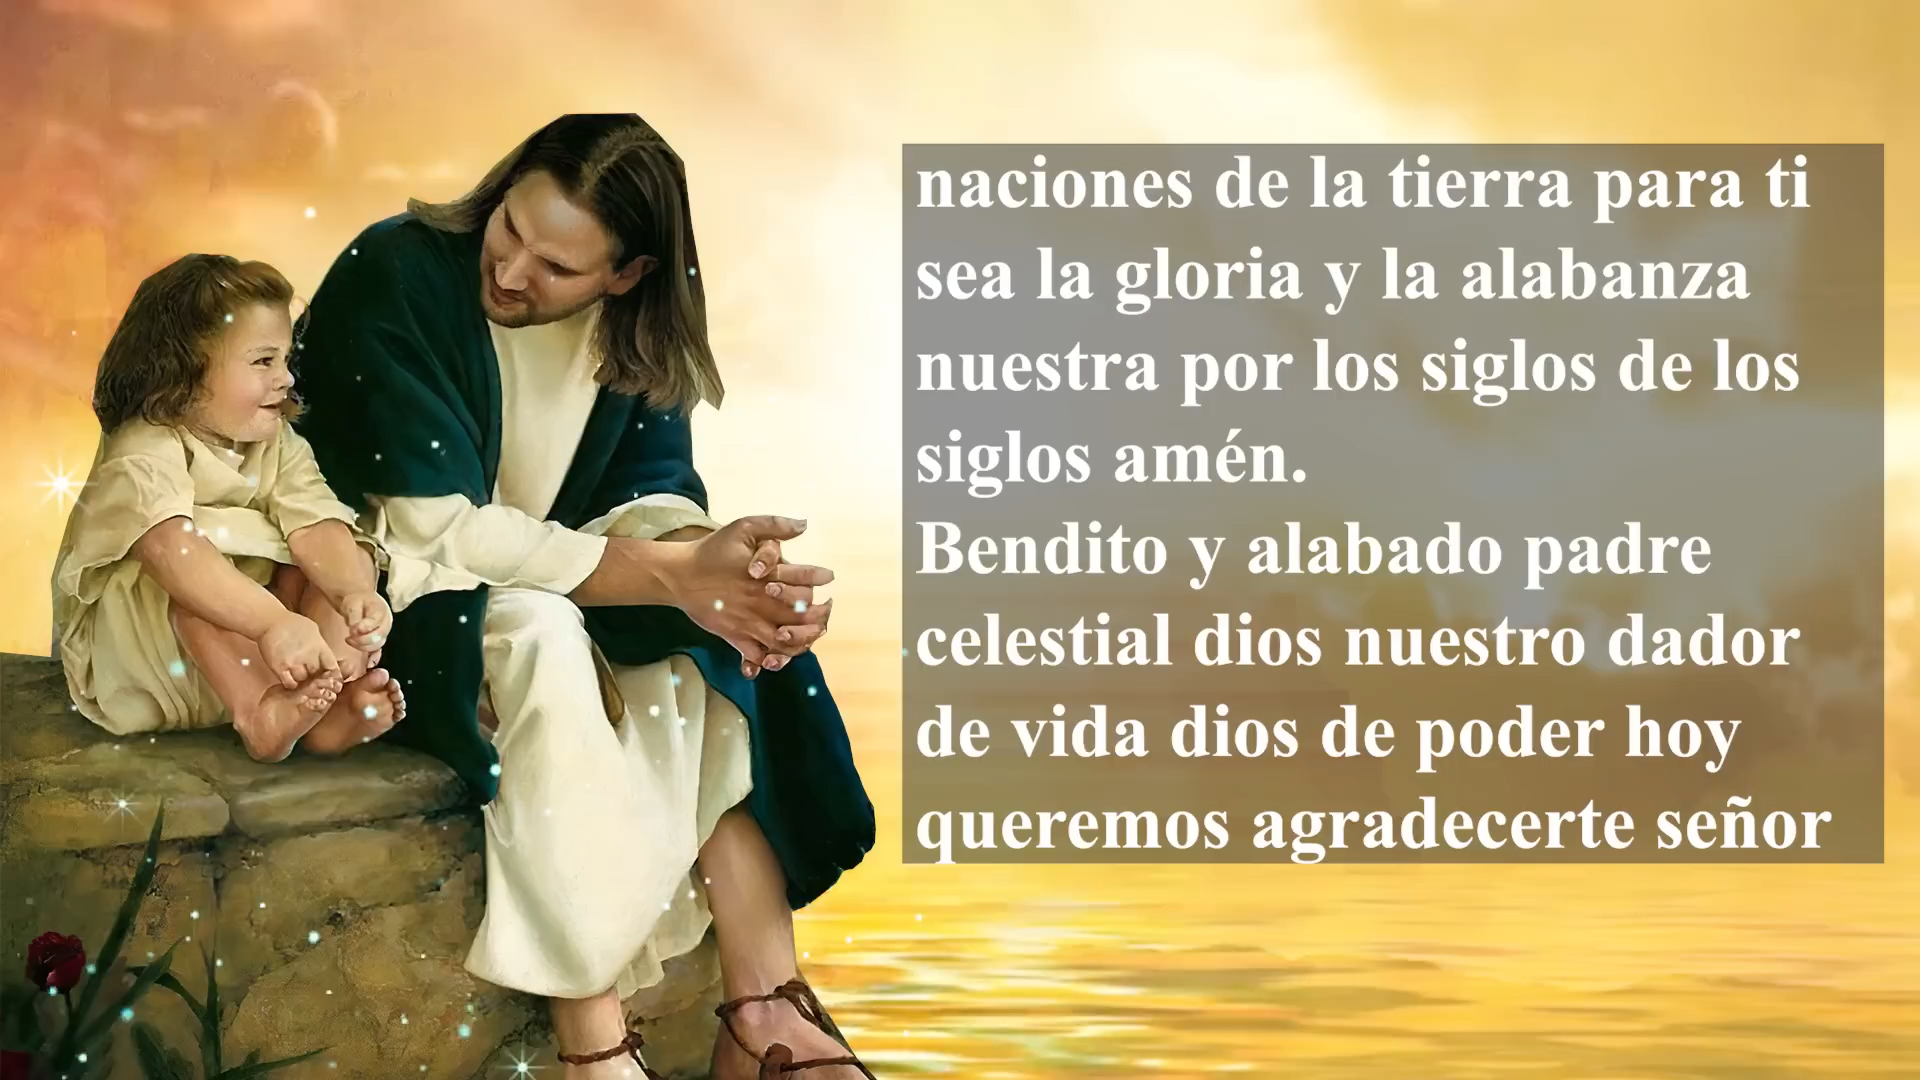 naciones de la tierra para ti
sea la gloria y la alabanza
nuestra por los siglos de los
siglos amén.
Bendito y alabado padre
celestial dios nuestro dador
de vida dios de poder hoy
queremos agradecerte señor